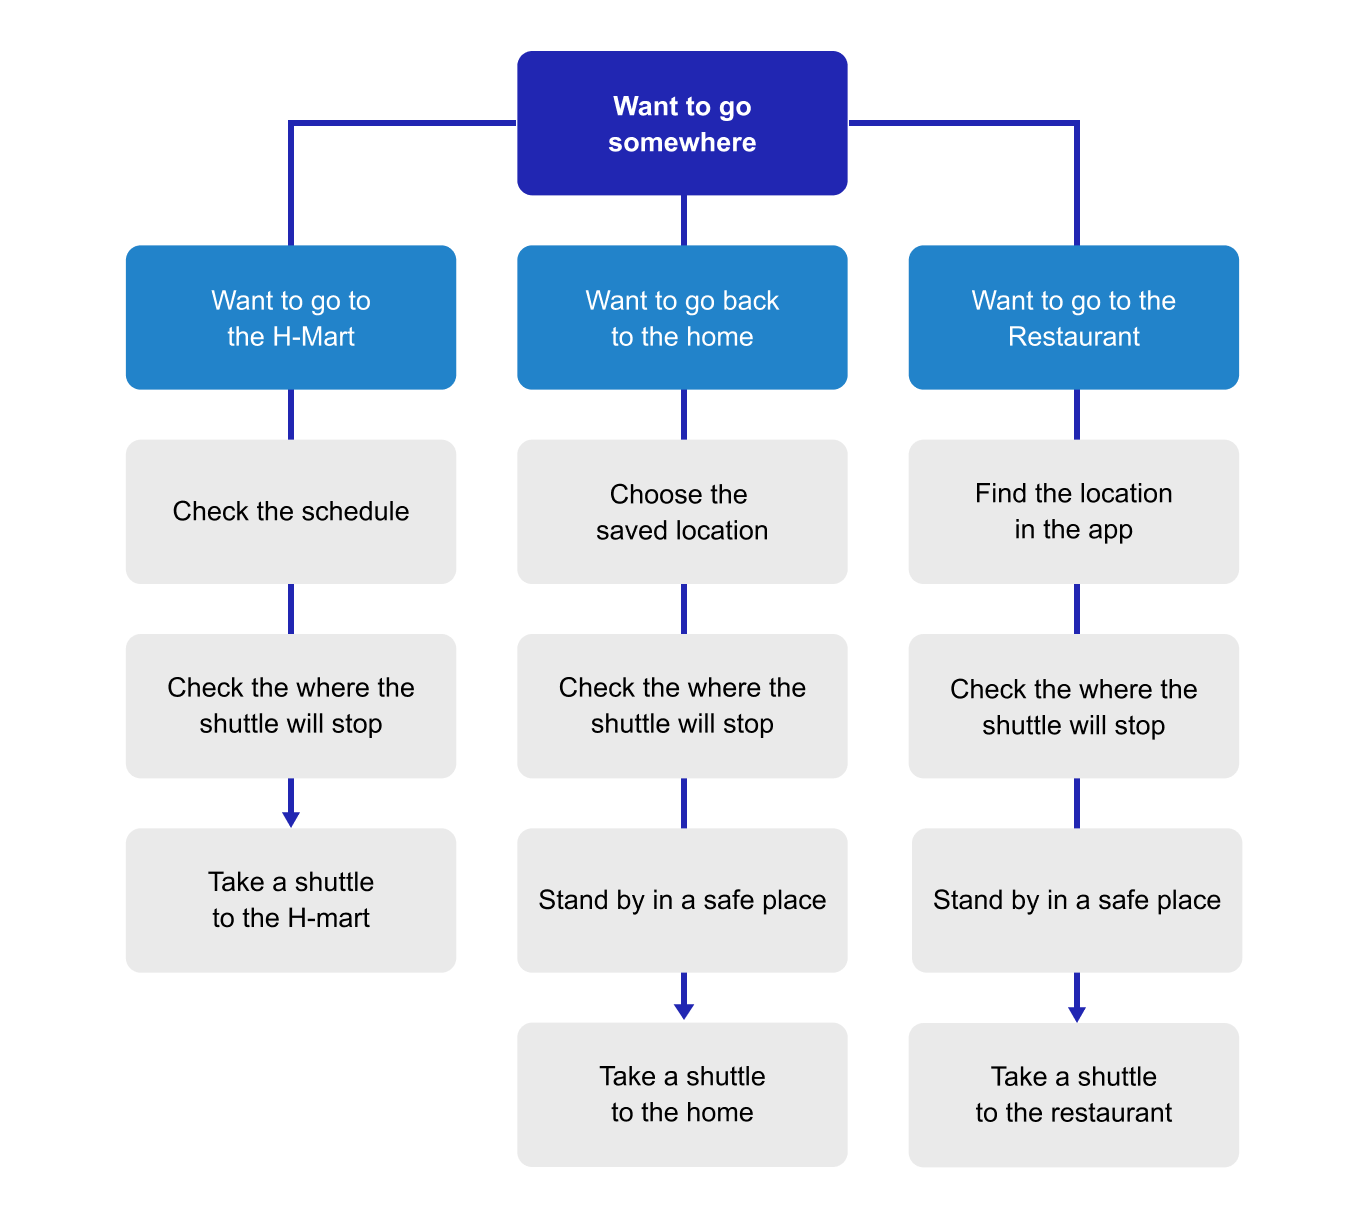 Want to go
somewhere
Want to go to
the H-Mart
Want to go back
to the home
Want to go to the
Restaurant
Check the schedule
Choose the
saved location
Find the location
in the app
Check the where the
shuttle will stop
Check the where the
shuttle will stop
Check the where the
shuttle will stop
Take a shuttle
to the H-mart
Stand by in a safe place
Stand by in a safe place
Take a shuttle
to the home
Take a shuttle
to the restaurant